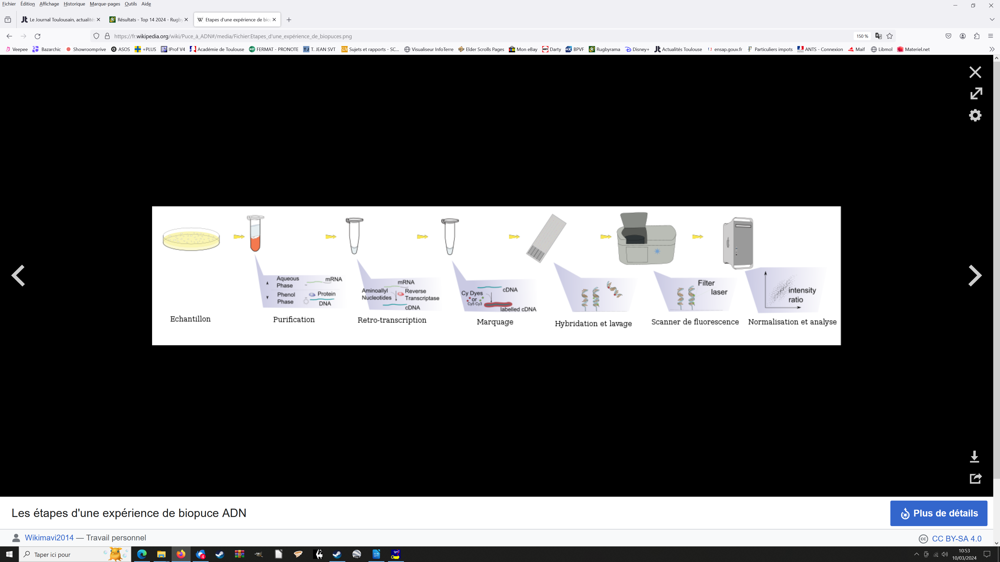 Fichier Édition Affichage Historique Marque-pages Outils Aide
Le Journal Toulousain, actualités
Résultats - Top 14 2024 - Rugby
Etapes d'une expérience de bio
https://fr.wikipedia.org/wiki/Puce_à_ADN#/media/Fichier:Etapes_d'une_expérience_de_biopuces.png
150 %
Veepee Bazarchic Showroomprive ASOS +PLUS IProf V4 Académie de Toulouse FERMAT - PRONOTE T. JEAN SVT Sujets et rapports - SC... Visualiseur InfoTerre Elder Scrolls Pages Mon eBay Darty BPVF Rugbyrama Disney+ Actualités Toulouse ensap.gouv.fr Particuliers impots ANTS - Connexion Maif Libmol Materiel.net
Aqueous
Phase
mRNA
Phenol
Phase
Protein
DNA
mRNA
Aminoallyl
Nucleotides
Reverse
Transcriptase
cDNA
cDNA
Cy Dyes
or
Cy5 Cy3
labelled cDNA
Filter
laser
intensity
ratio
Echantillon
Purification
Retro-transcription
Marquage
Hybridation et lavage
Scanner de fluorescence
Normalisation et analyse
Les étapes d'une expérience de biopuce ADN
Plus de détails
Wikimavi2014 — Travail personnel
CC BY-SA 4.0
Taper ici pour
4
10:53
10/03/2024